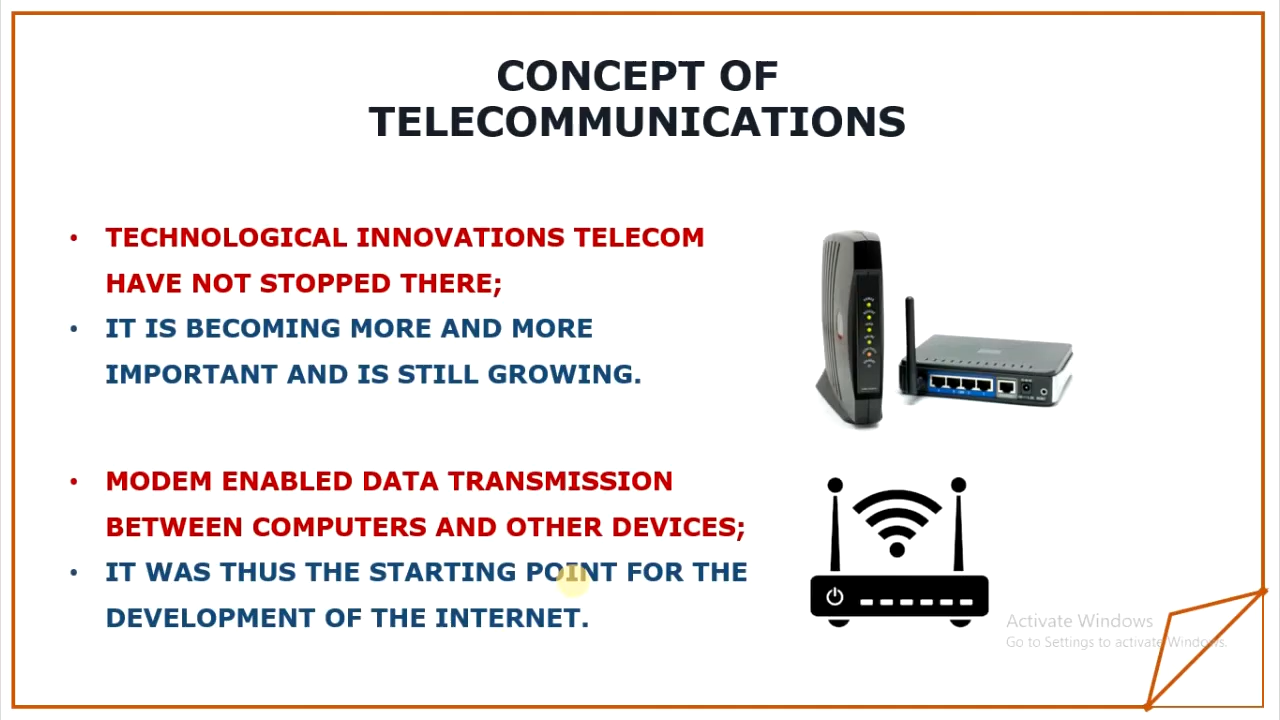 CONCEPT OF
TELECOMMUNICATIONS
• TECHNOLOGICAL INNOVATIONS TELECOM
HAVE NOT STOPPED THERE;
• IT IS BECOMING MORE AND MORE
IMPORTANT AND IS STILL GROWING.
• MODEM ENABLED DATA TRANSMISSION
BETWEEN COMPUTERS AND OTHER DEVICES;
• IT WAS THUS THE STARTING POINT FOR THE
DEVELOPMENT OF THE INTERNET.
Activate Windows
Go to Settings to activate Windows.